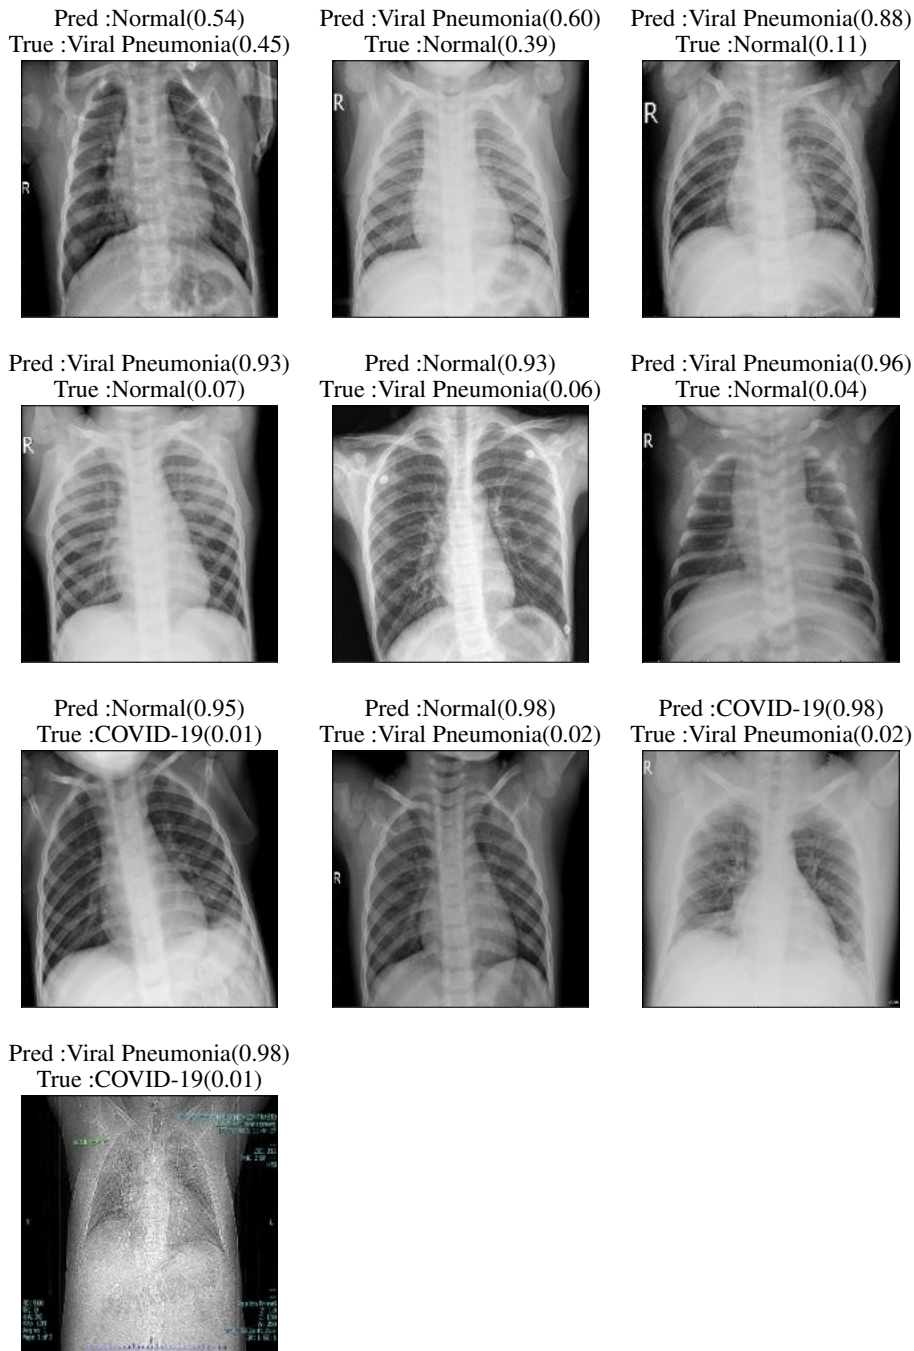 Pred :Normal(0.54)
True :Viral Pneumonia(0.45)
Pred :Viral Pneumonia(0.60)
True :Normal(0.39)
Pred :Viral Pneumonia(0.88)
True :Normal(0.11)
R
R
R
Pred :Viral Pneumonia(0.93)
True :Normal(0.07)
Pred :Normal(0.93)
True :Viral Pneumonia(0.06)
Pred :Viral Pneumonia(0.96)
True :Normal(0.04)
R
R
Pred :Normal(0.95)
True :COVID-19(0.01)
Pred :Normal(0.98)
True :Viral Pneumonia(0.02)
Pred :COVID-19(0.98)
True :Viral Pneumonia(0.02)
R
R
Pred :Viral Pneumonia(0.98)
True :COVID-19(0.01)
L